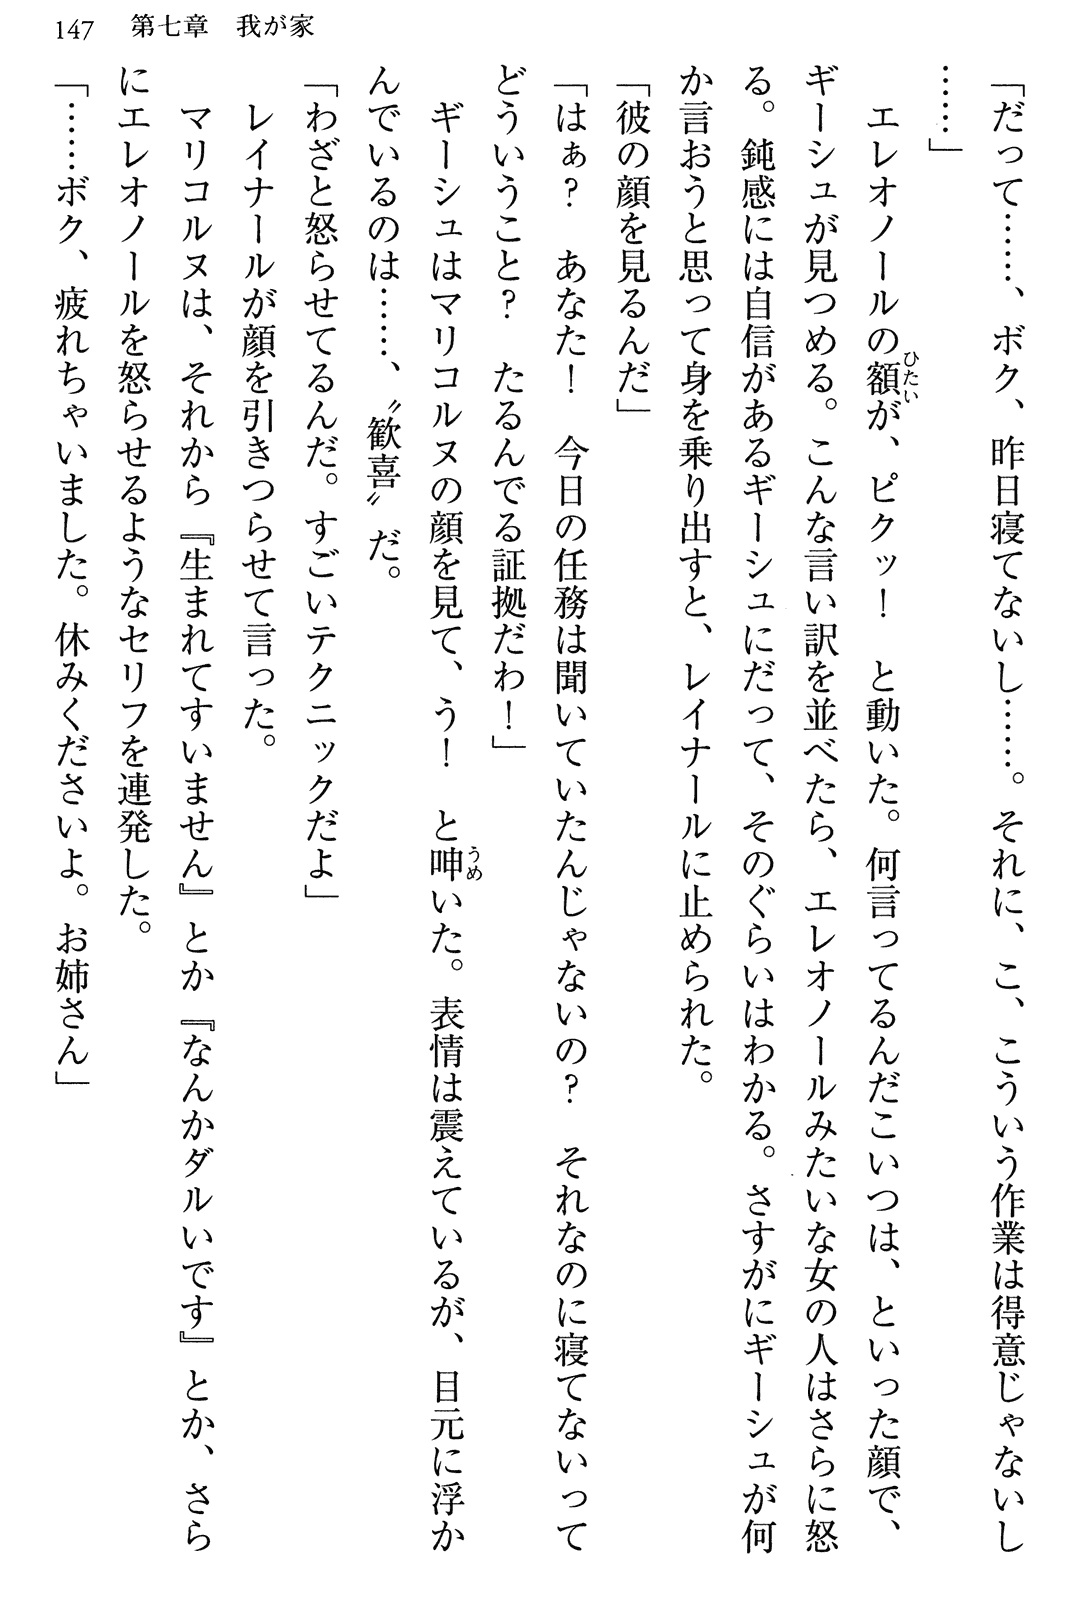 147　第七章　我が家
「だって……、ボク、昨日寝てないし……。それに、こ、こういう作業は得意じゃないし
……」
　エレオノールの額が、ピクッ！　と動いた。何言ってるんだこいつは、といった顔で、
ギーシュが見つめる。こんな言い訳を並べたら、エレオノールみたいな女の人はさらに怒
る。鈍感には自信があるギーシュにだって、そのぐらいはわかる。さすがにギーシュが何
か言おうと思って身を乗り出すと、レイナールに止められた。
「彼の顔を見るんだ」
「はぁ？　あなた！　今日の任務は聞いていたんじゃないの？　それなのに寝てないって
どういうこと？　たるんでる証拠だわ！」
　ギーシュはマリコルヌの顔を見て、う！　と呻いた。表情は震えているが、目元に浮か
んでいるのは……、〝歓喜〟だ。
「わざと怒らせてるんだ。すごいテクニックだよ」
　レイナールが顔を引きつらせて言った。
　マリコルヌは、それから『生まれてすいません』とか『なんかダルいです』とか、さら
にエレオノールを怒らせるようなセリフを連発した。
「……ボク、疲れちゃいました。休みくださいよ。お姉さん」
ひたい
うめ